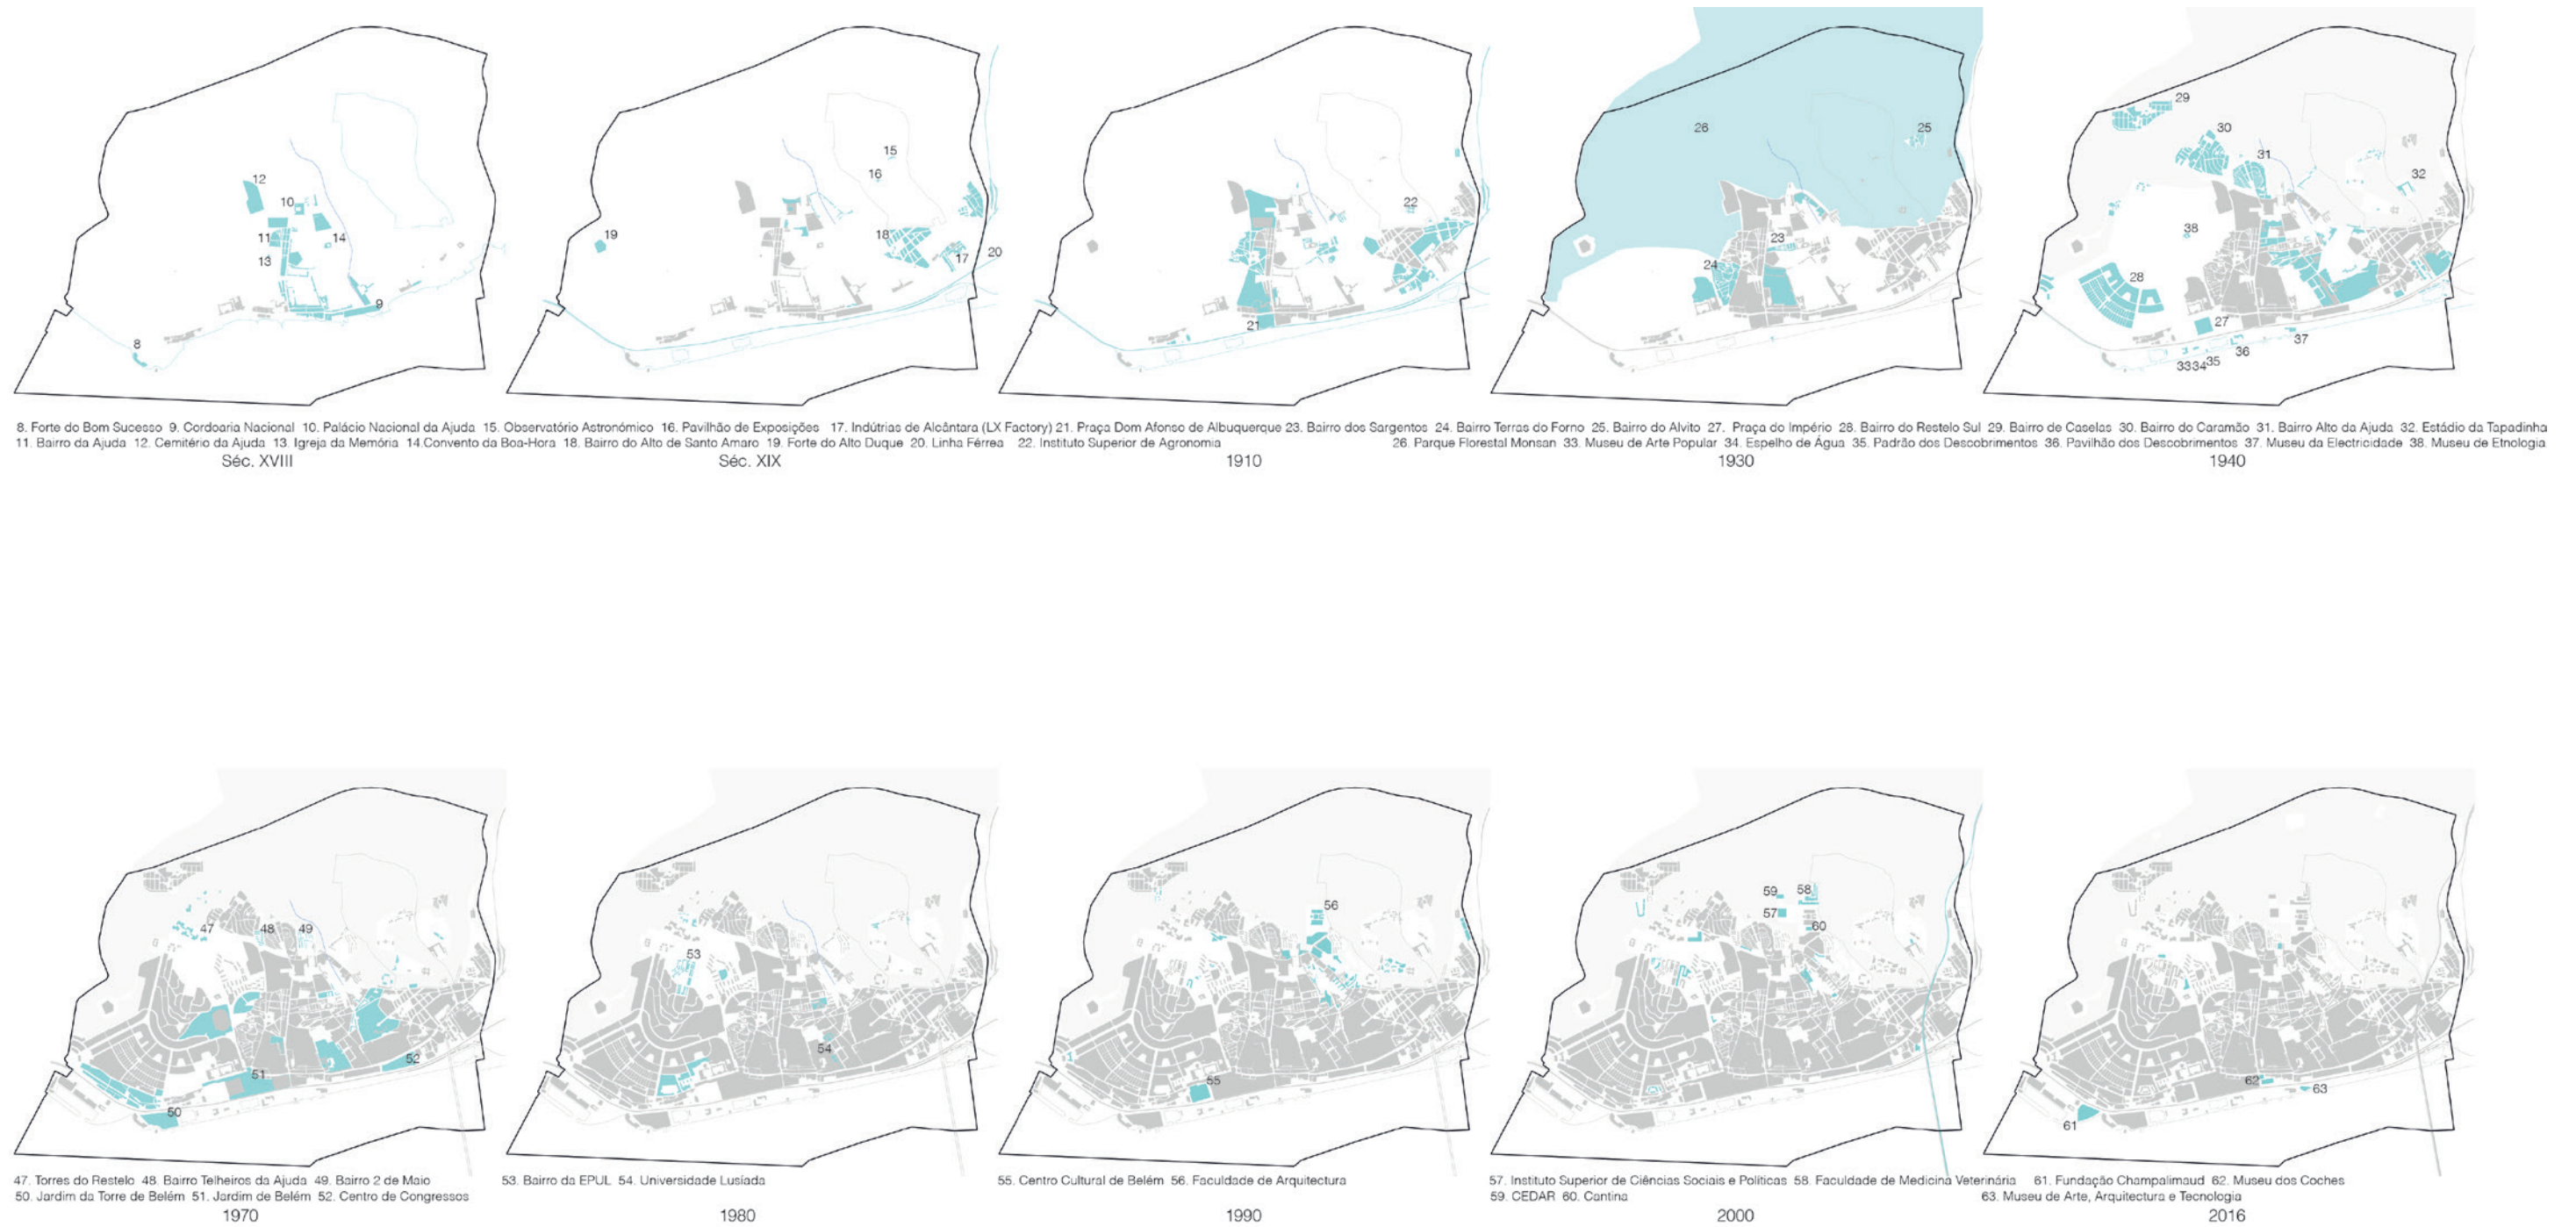 12
10
11
14
13
9
8
15
16
19
18
17
20
22
21
26
25
23
24
29
30
31
32
38
28
27
37
36
35
34
33
8. Forte do Bom Sucesso 9. Cordoaria Nacional 10. Palácio Nacional da Ajuda
11. Bairro da Ajuda 12. Cemitério da Ajuda 13. Igreja da Memória 14.Convento da Boa-Hora
Séc. XVIII
15. Observatório Astronómico 16. Pavilhão de Exposições 17. Indútrias de Alcântara (LX Factory)
18. Bairro do Alto de Santo Amaro 19. Forte do Alto Duque 20. Linha Férrea
Séc. XIX
21. Praça Dom Afonso de Albuquerque
22. Instituto Superior de Agronomia
1910
23. Bairro dos Sargentos 24. Bairro Terras do Forno 25. Bairro do Alvito
26. Parque Florestal Monsan
1930
27. Praça do Império 28. Bairro do Restelo Sul 29. Bairro de Caselas 30. Bairro do Caramão 31. Bairro Alto da Ajuda 32. Estádio da Tapadinha
33. Museu de Arte Popular 34. Espelho de Água 35. Padrão dos Descobrimentos 36. Pavilhão dos Descobrimentos 37. Museu da Electricidade 38. Museu de Etnologia
1940
47
48
49
52
51
50
53
54
56
55
59
58
57
60
62
63
61
47. Torres do Restelo 48. Bairro Telheiros da Ajuda 49. Bairro 2 de Maio
50. Jardim da Torre de Belém 51. Jardim de Belém 52. Centro de Congressos
1970
53. Bairro da EPUL 54. Universidade Lusíada
1980
55. Centro Cultural de Belém 56. Faculdade de Arquitectura
1990
57. Instituto Superior de Ciências Sociais e Políticas 58. Faculdade de Medicina Veterinária
59. CEDAR 60. Cantina
2000
61. Fundação Champalimaud 62. Museu dos Coches
63. Museu de Arte, Arquitectura e Tecnologia
2016